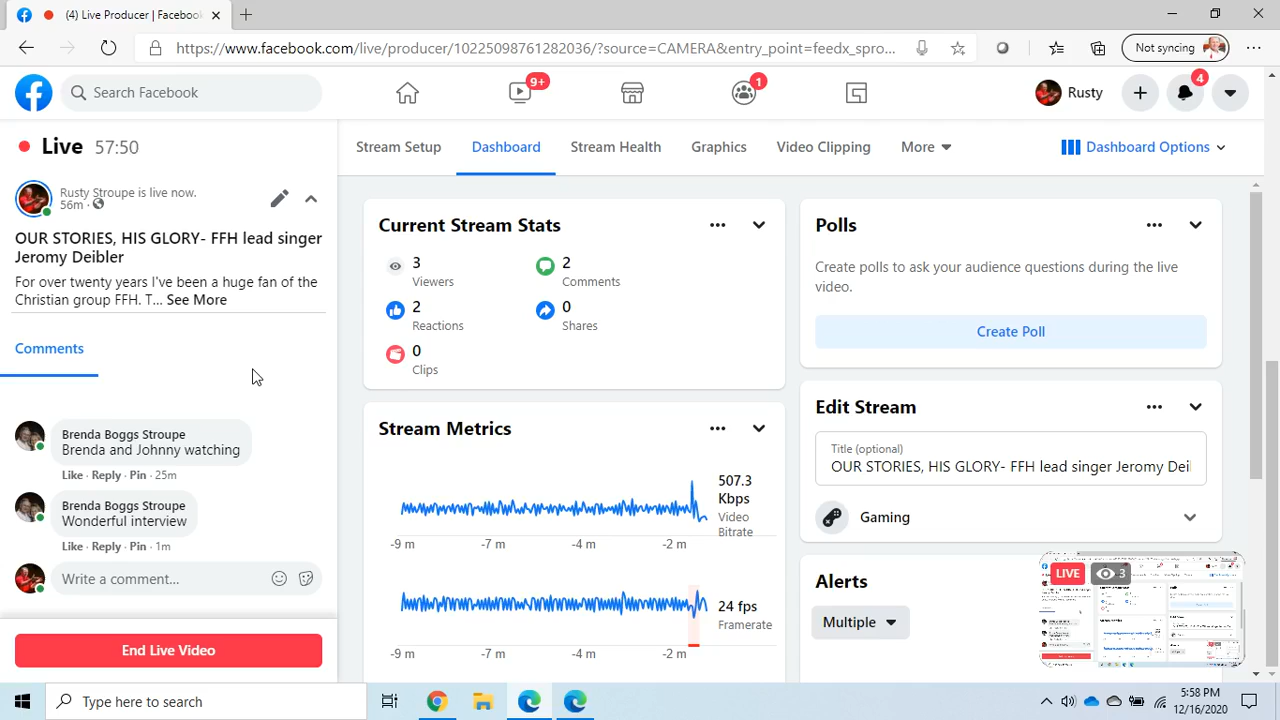 (4) Live Producer | Facebook
https://www.facebook.com/live/producer/10225098761282036/?source=CAMERA&entry_point=feedx_spro...
Not syncing
Search Facebook
9+
1
Rusty
4
Live 57:50
Stream Setup
Dashboard
Stream Health
Graphics
Video Clipping
More
Dashboard Options
Rusty Stroupe is live now.
56m ·
OUR STORIES, HIS GLORY- FFH lead singer
Jeromy Deibler
For over twenty years I've been a huge fan of the
Christian group FFH. T... See More
Comments
Brenda Boggs Stroupe
Brenda and Johnny watching
Like · Reply · Pin · 25m
Brenda Boggs Stroupe
Wonderful interview
Like · Reply · Pin · 1m
Write a comment...
End Live Video
Current Stream Stats
3
Viewers
2
Comments
2
Reactions
0
Shares
0
Clips
Stream Metrics
507.3
Kbps
Video
Bitrate
-9 m -7 m -4 m -2 m
24 fps
Framerate
-9 m -7 m -4 m -2 m
Polls
Create polls to ask your audience questions during the live
video.
Create Poll
Edit Stream
Title (optional)
OUR STORIES, HIS GLORY- FFH lead singer Jeromy Dei
Gaming
Alerts
Multiple
LIVE 3
Type here to search
5:58 PM
12/16/2020